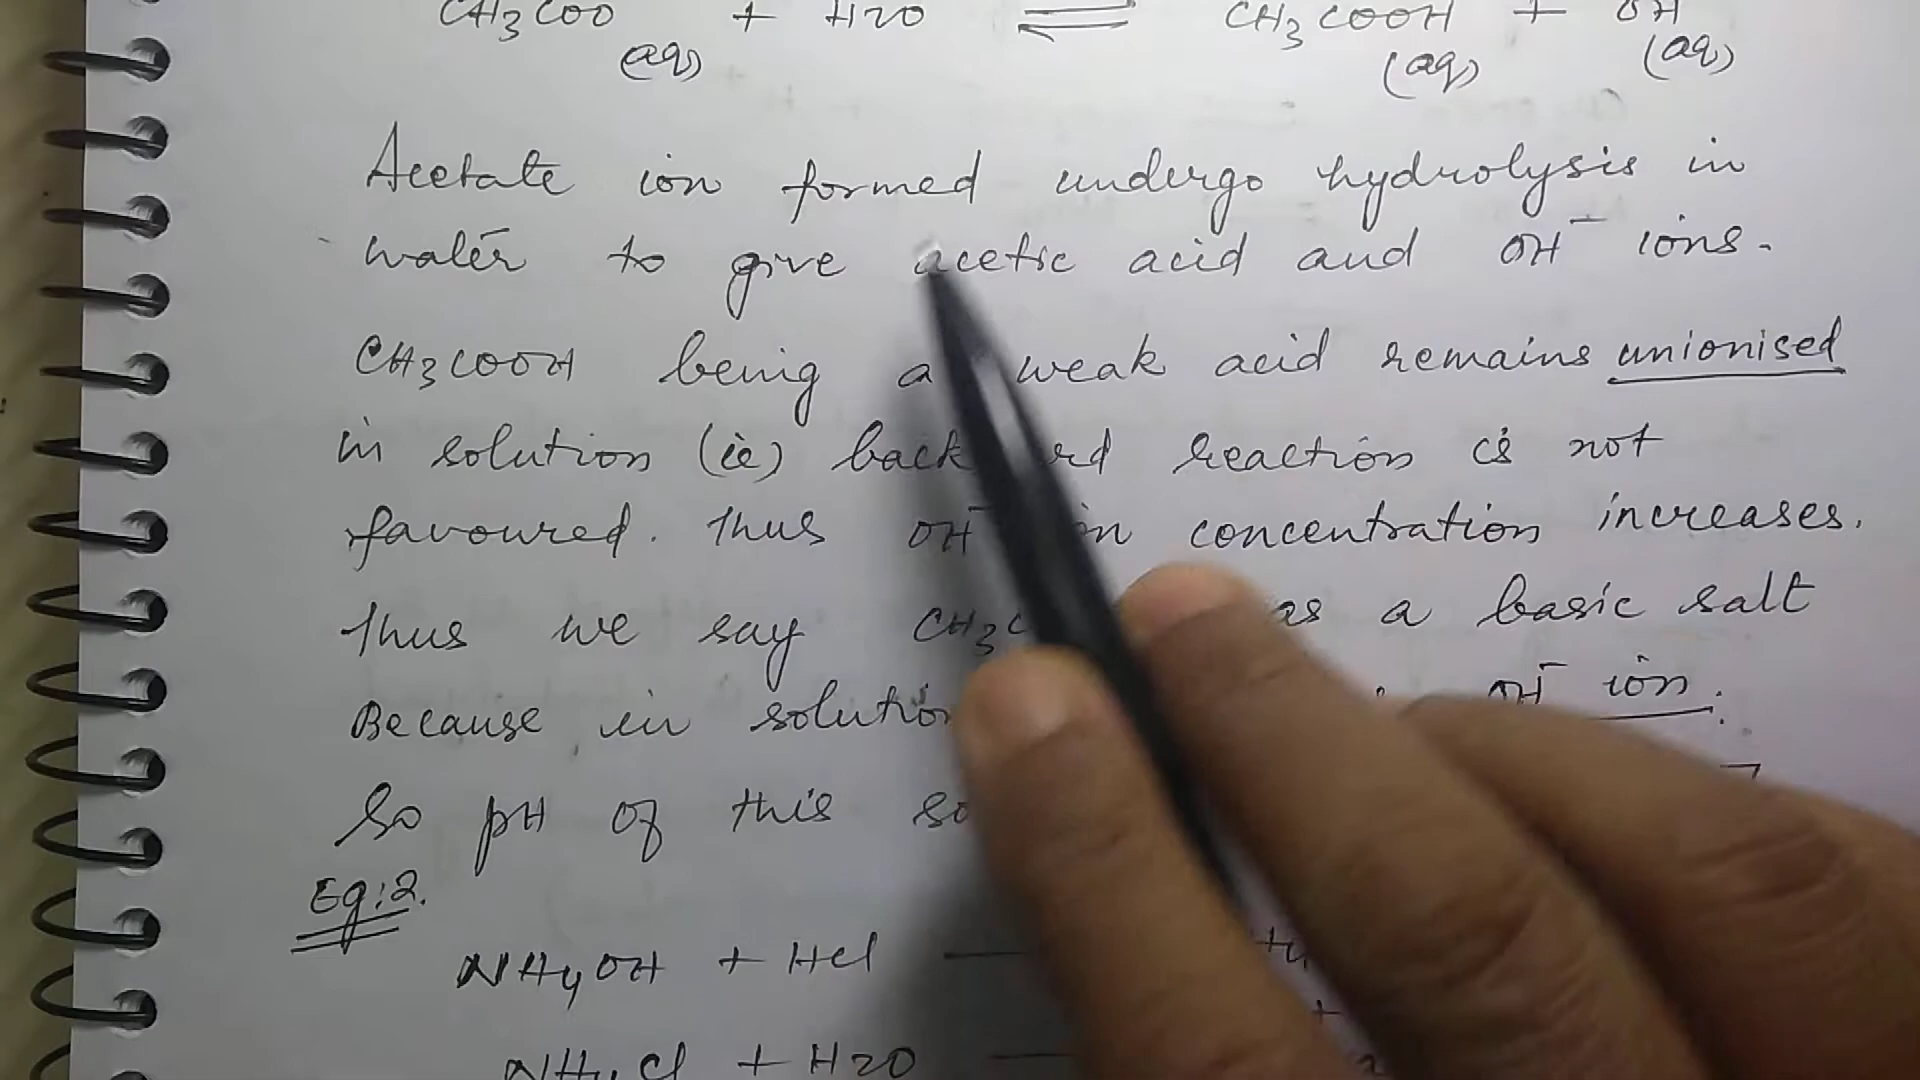 CH3COO + H2O ⇌ CH3COOH + OH
(aq) (aq) (aq)
Acetate ion formed undergo hydrolysis in
water to give acetic acid and OH⁻ ions.
CH3COOH being a weak acid remains unionised
in solution (ie) reaction is not
favoured. Thus OH⁻ concentration increases.
Thus we say as a basic salt
Because in solution OH⁻ ion.
So pH of this
Eg:2.
NH4OH + HCl
NH4Cl + H2O